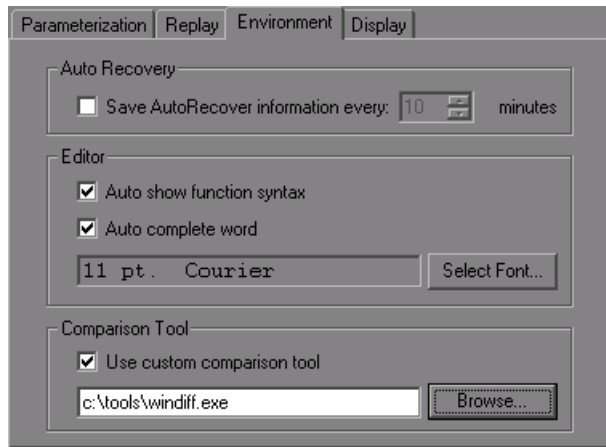 Parameterization Replay Environment Display
Auto Recovery
Save AutoRecover information every: 10 minutes
Editor
Auto show function syntax
Auto complete word
11 pt. Courier Select Font...
Comparison Tool
Use custom comparison tool
c:\tools\windiff.exe Browse...